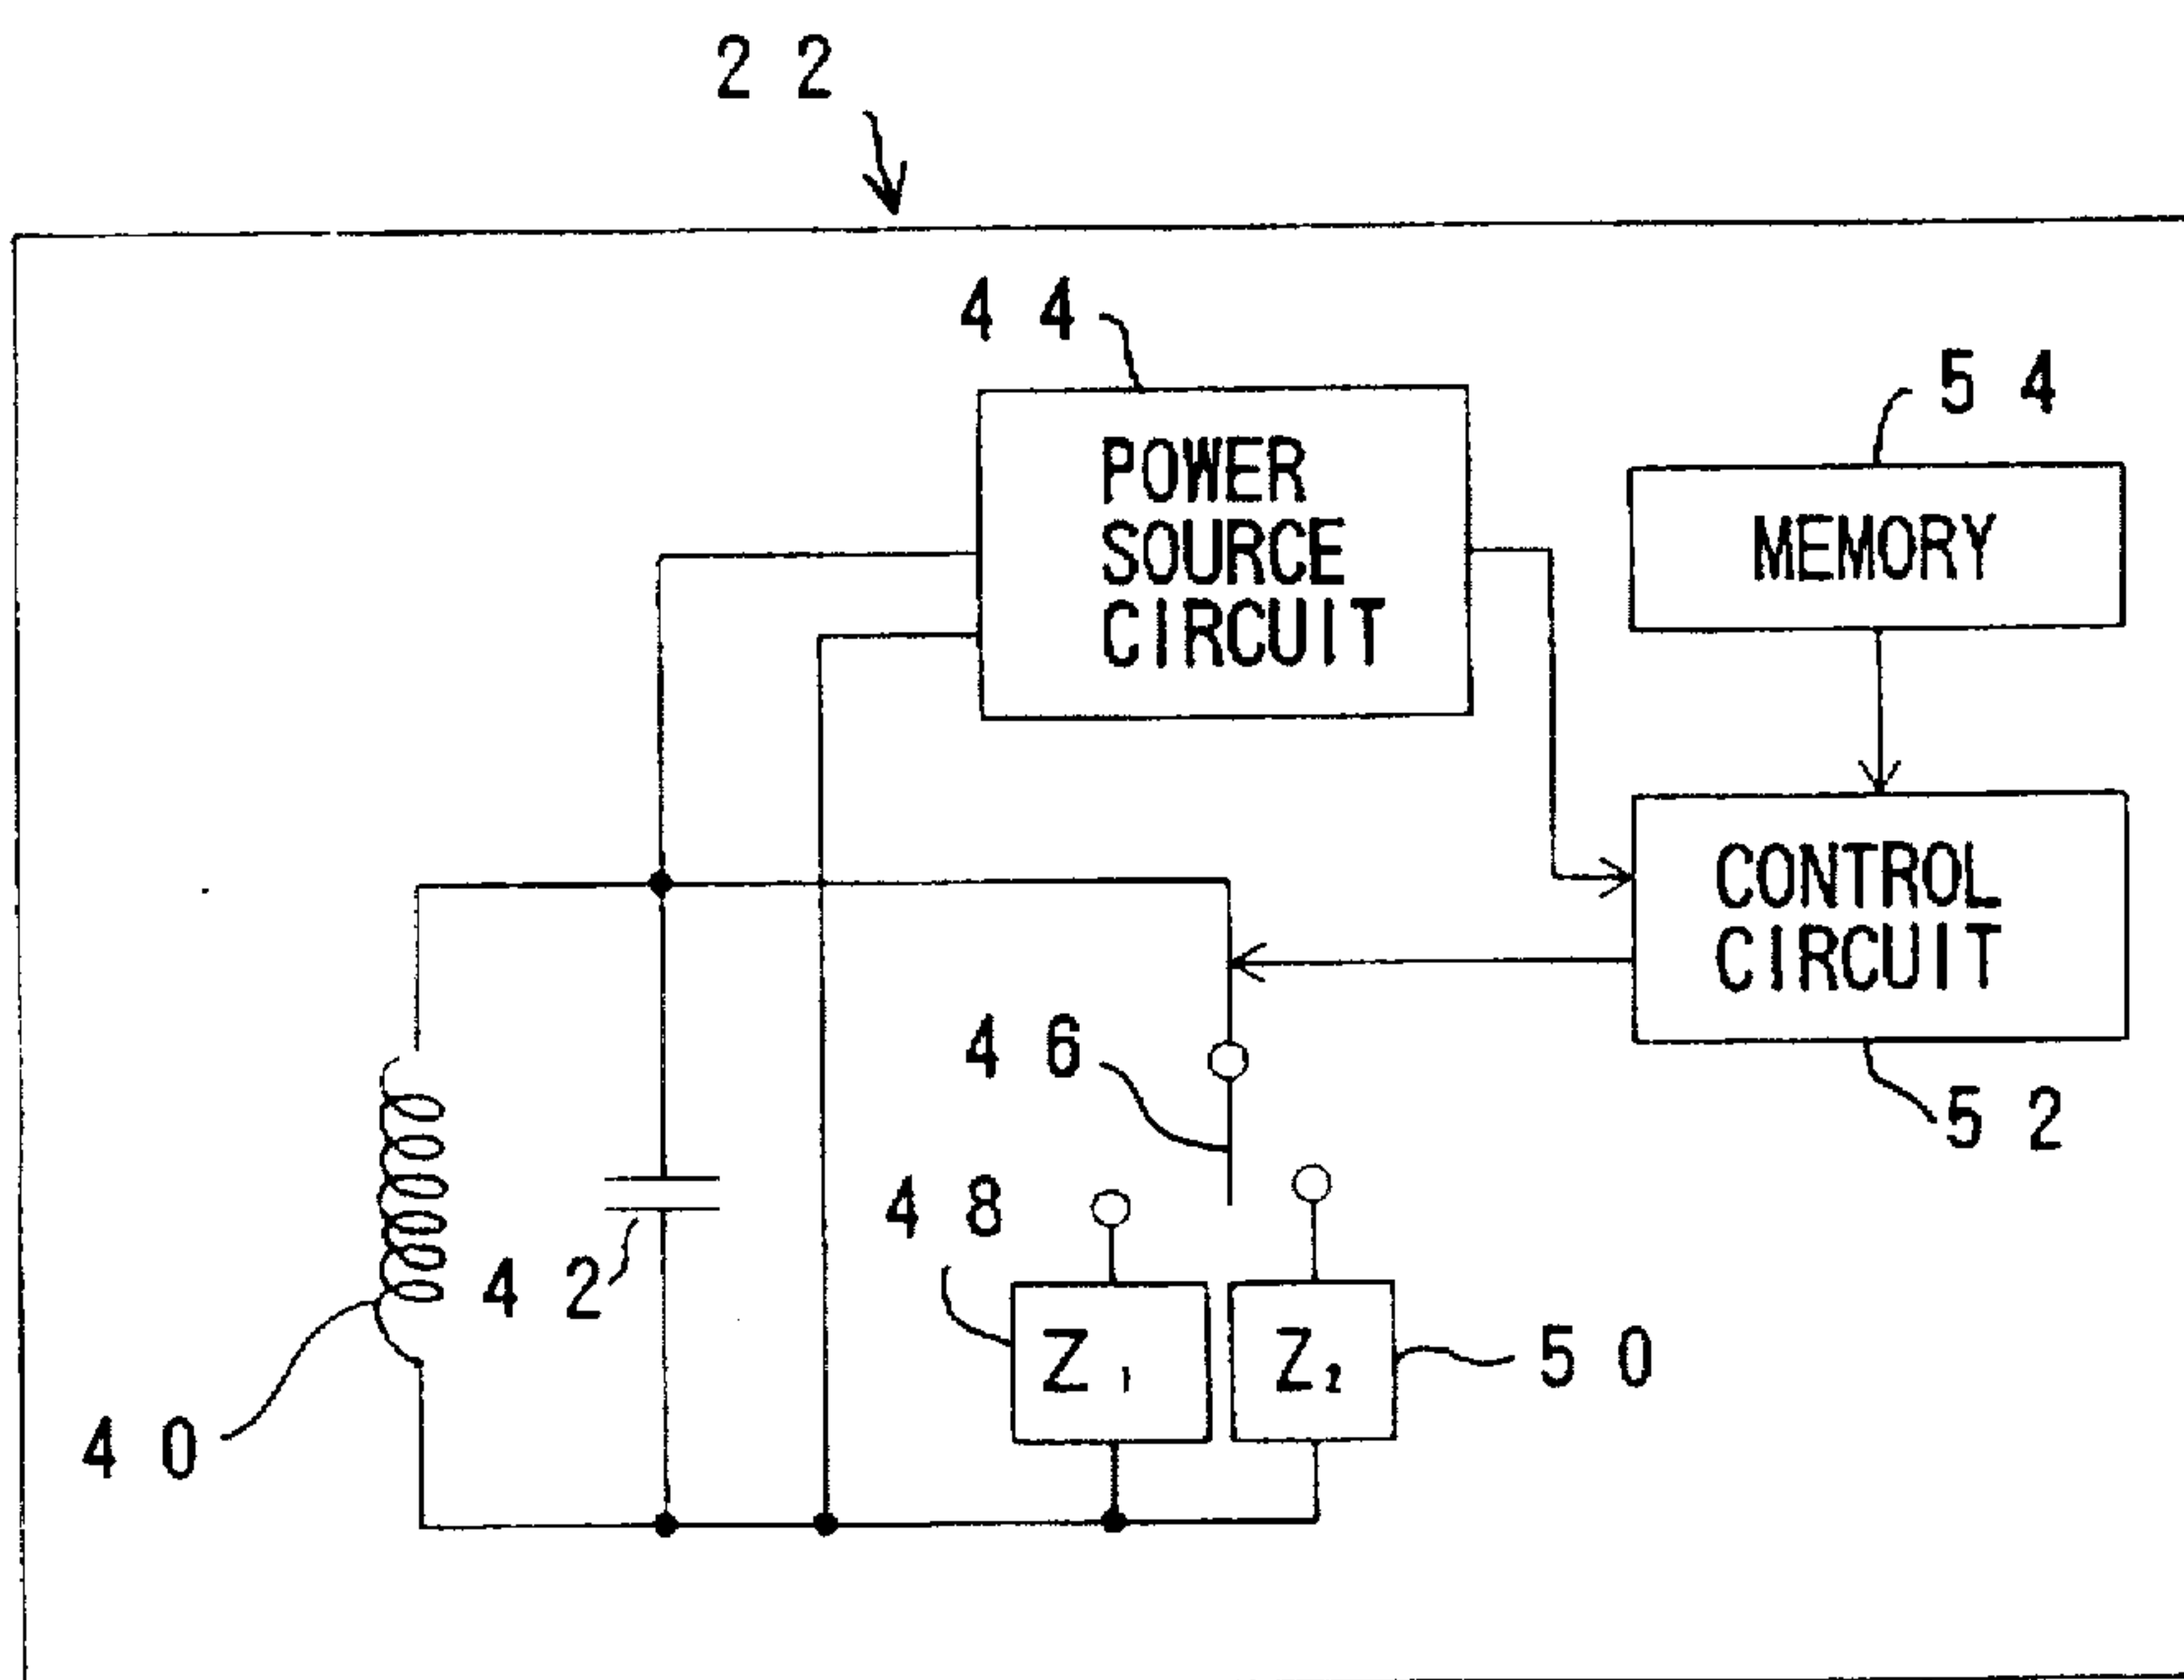 22
44
POWER
SOURCE
CIRCUIT
54
MEMORY
CONTROL
CIRCUIT
52
46
48
42
Z₁
Z₂
50
40